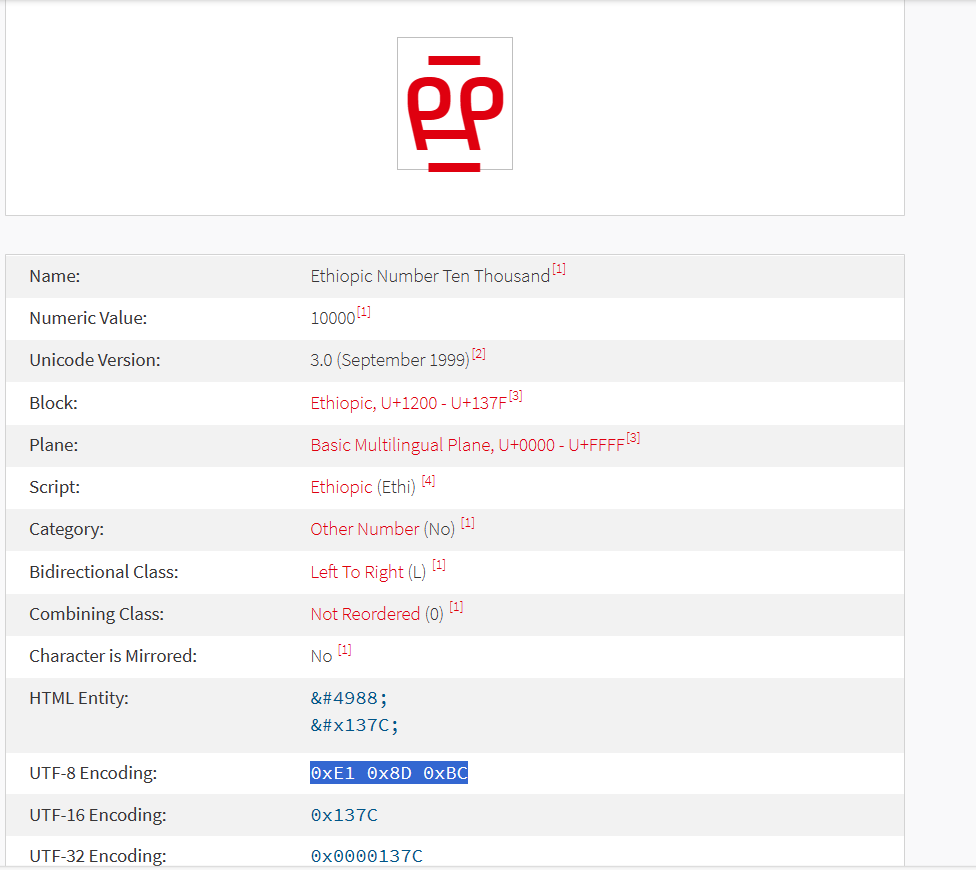 ፼
Name: Ethiopic Number Ten Thousand[1]
Numeric Value: 10000[1]
Unicode Version: 3.0 (September 1999)[2]
Block: Ethiopic, U+1200 - U+137F[3]
Plane: Basic Multilingual Plane, U+0000 - U+FFFF[3]
Script: Ethiopic (Ethi) [4]
Category: Other Number (No) [1]
Bidirectional Class: Left To Right (L) [1]
Combining Class: Not Reordered (0) [1]
Character is Mirrored: No [1]
HTML Entity: &#4988;
&#x137C;
UTF-8 Encoding: 0xE1 0x8D 0xBC
UTF-16 Encoding: 0x137C
UTF-32 Encoding: 0x0000137C